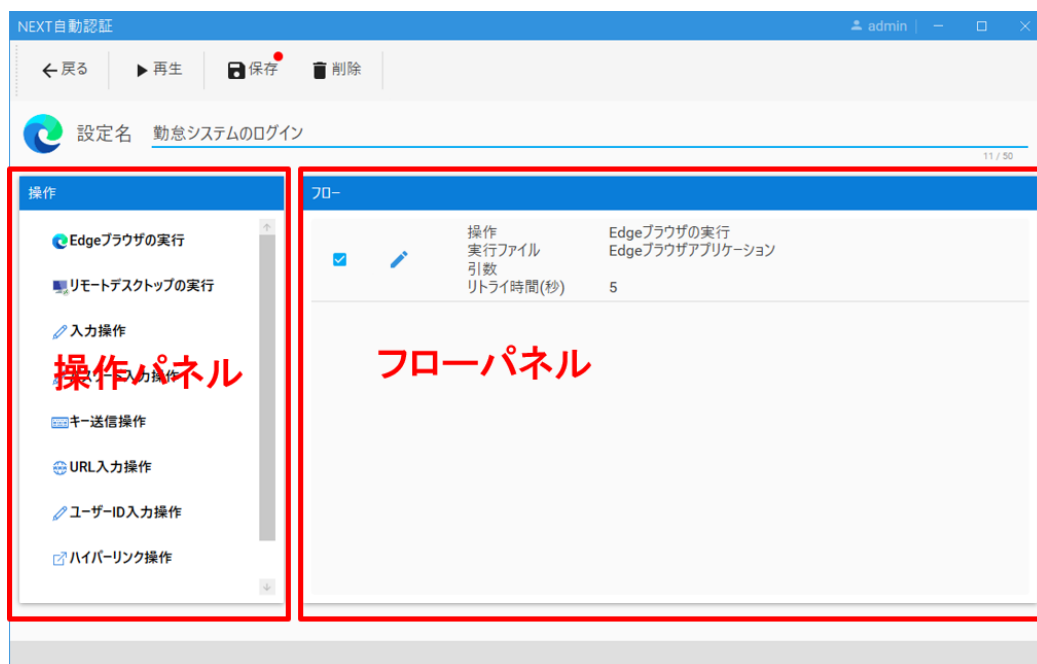 NEXT自動認証
admin
戻る
再生
保存
削除
設定名 勤怠システムのログイン
11 / 50
操作
Edgeブラウザの実行
リモートデスクトップの実行
入力操作
操作パネル
キー送信操作
URL入力操作
ユーザーID入力操作
ハイパーリンク操作
フロー
操作 Edgeブラウザの実行
実行ファイル Edgeブラウザアプリケーション
引数
リトライ時間(秒) 5
フローパネル